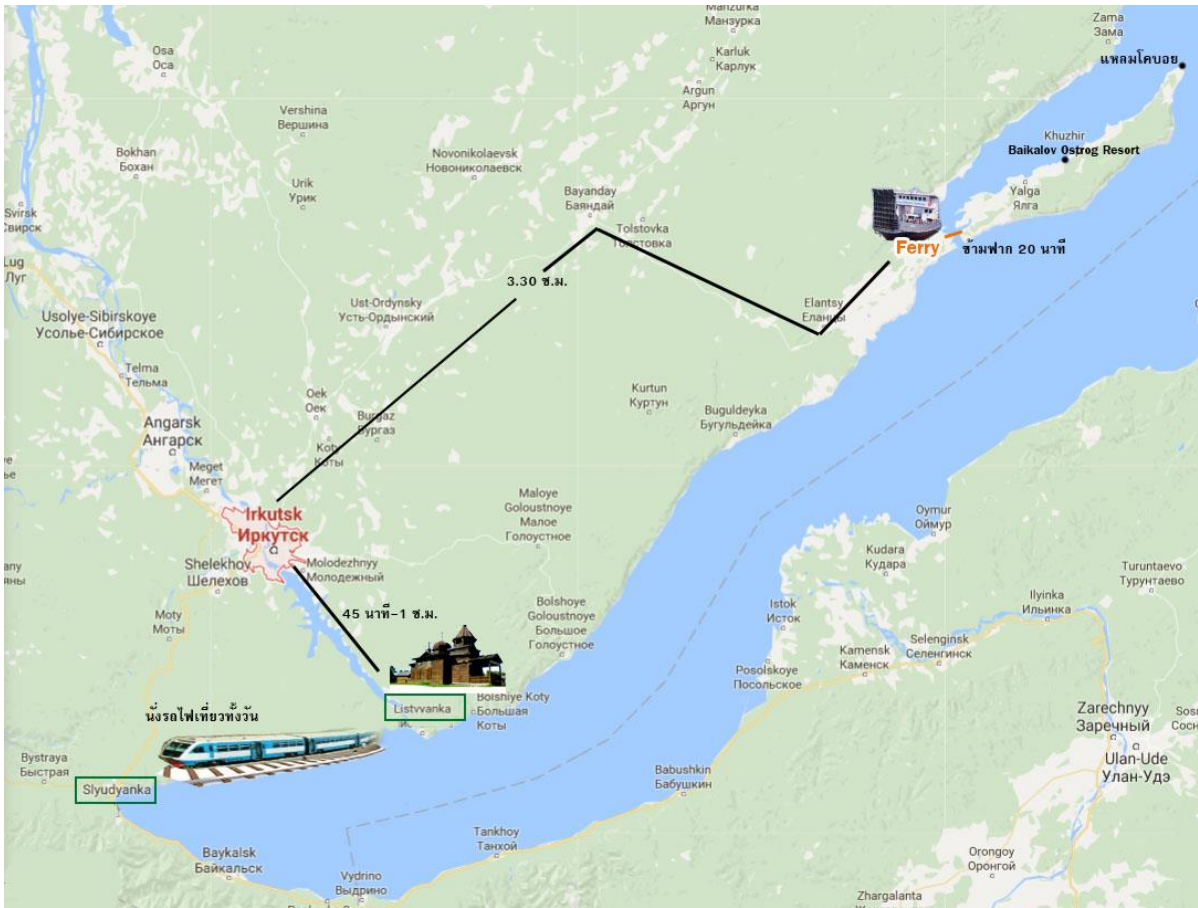 Manzurka
Манзурка
Zama
Зама
แหลมโคบอย
Osa
Оса
Karluk
Карлук
Argun
Аргун
Vershina
Вершина
Bokhan
Бохан
Novonikolaevsk
Новониколаевск
Khuzhir
Baikalov Ostrog Resort
Urik
Урик
Bayanday
Баяндай
Yalga
Ялга
Svirsk
Свирск
Tolstovka
Толстовка
Ferry
ข้ามฟาก 20 นาที
Lug
Луг
3.30 ช.ม.
Ust-Ordynsky
Усть-Ордынский
Elantsy
Еланцы
Usolye-Sibirskoye
Усолье-Сибирское
Telma
Тельма
Oek
Оек
Kurtun
Куртун
Buguldeyka
Бугульдейка
Angarsk
Ангарск
Бургаз
Коты
Meget
Мегет
Irkutsk
Иркутск
Maloye
Goloustnoye
Малое
Голоустное
Oymur
Оймур
Shelekhov
Шелехов
Molodezhnyy
Молодежный
Kudara
Кудара
Turuntaevo
Турунтаево
Moty
Моты
45 นาที-1 ช.ม.
Bolshoye
Goloustnoye
Большое
Голоустное
Istok
Исток
Ilyinka
Ильинка
Selenginsk
Селенгинск
Kamensk
Каменск
Posolskoye
Посольское
นั่งรถไฟเที่ยวทั้งวัน
Listvyanka
Bolshiye Koty
Большая
Коты
Zarechnyy
Заречный
Bystraya
Быстрая
Slyudyanka
Babushkin
Бабушкин
Ulan-Ude
Улан-Удэ
Tankhoy
Танхой
Baykalsk
Байкальск
Orongoy
Оронгой
Vydrino
Выдрино
Zhargalanta